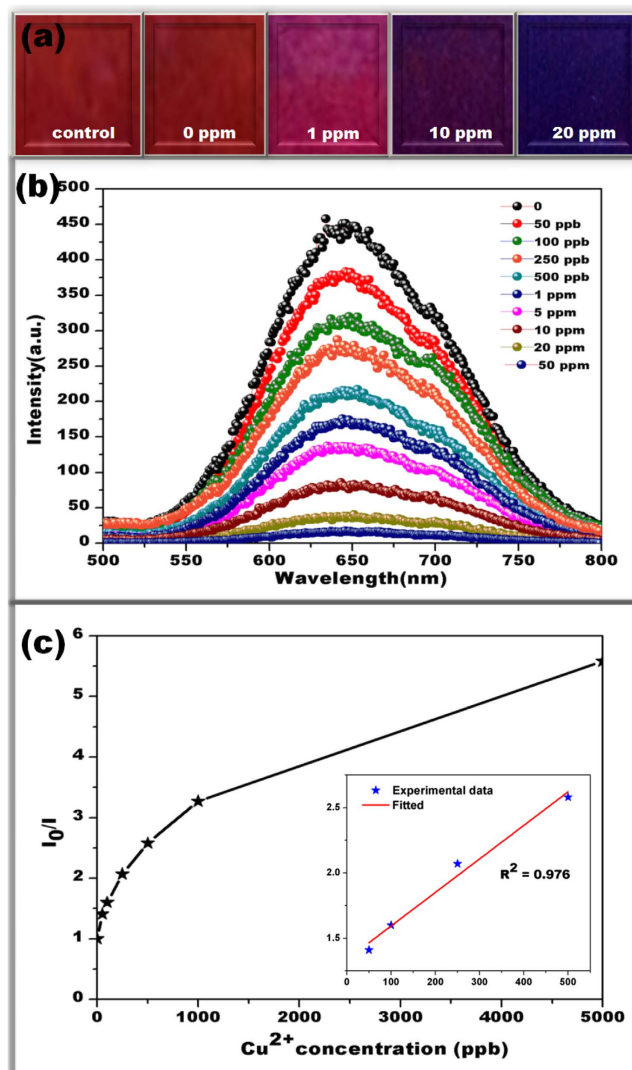 (a)
control
0 ppm
1 ppm
10 ppm
20 ppm
(b)
500
450
400
350
300
250
200
150
100
50
0
Intensity(a.u.)
0
50 ppb
100 ppb
250 ppb
500 ppb
1 ppm
5 ppm
10 ppm
20 ppm
50 ppm
500
550
600
650
700
750
800
Wavelength(nm)
(c)
6
5
4
3
2
1
0
I0/I
Experimental data
Fitted
R2 = 0.976
2.5
2.0
1.5
0
100
200
300
400
500
0
1000
2000
3000
4000
5000
Cu2+ concentration (ppb)